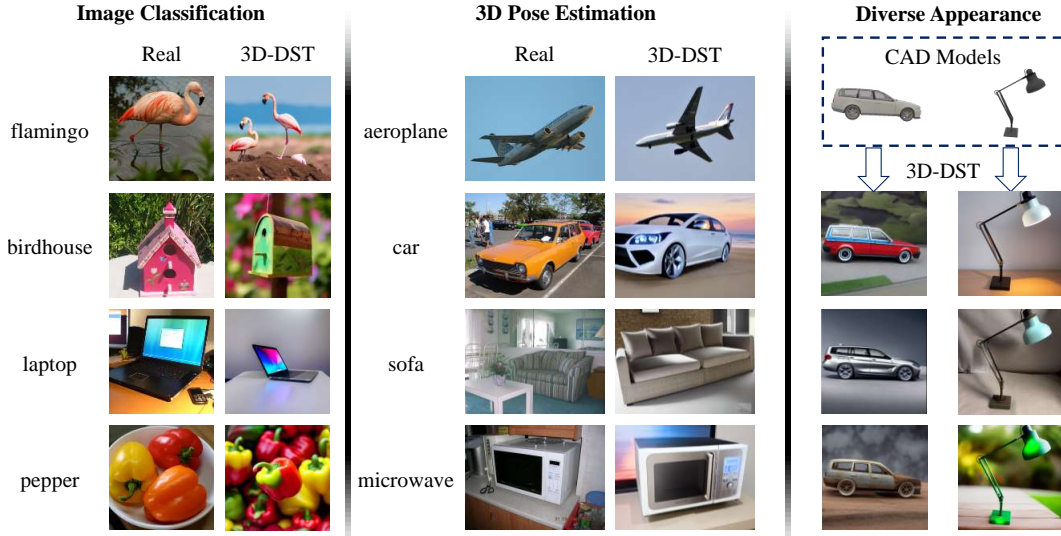 Image Classification
Real 3D-DST
flamingo
birdhouse
laptop
pepper
3D Pose Estimation
Real 3D-DST
aeroplane
car
sofa
microwave
Diverse Appearance
CAD Models
3D-DST